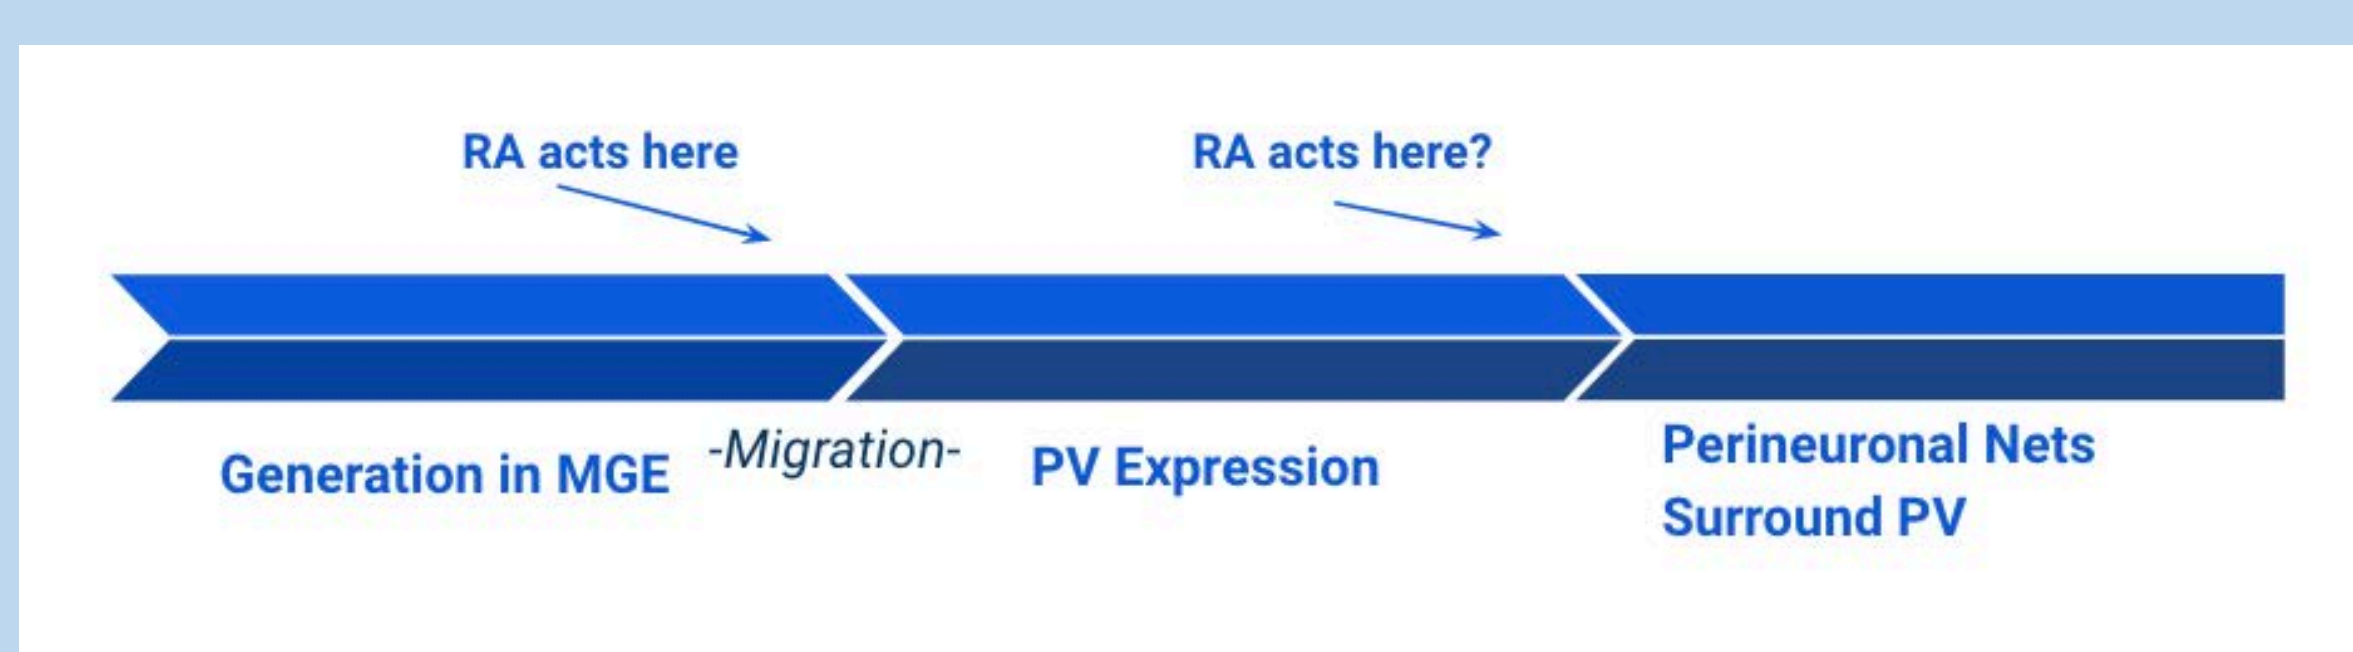 RA acts here
RA acts here?
Generation in MGE
-Migration-
PV Expression
Perineuronal Nets
Surround PV